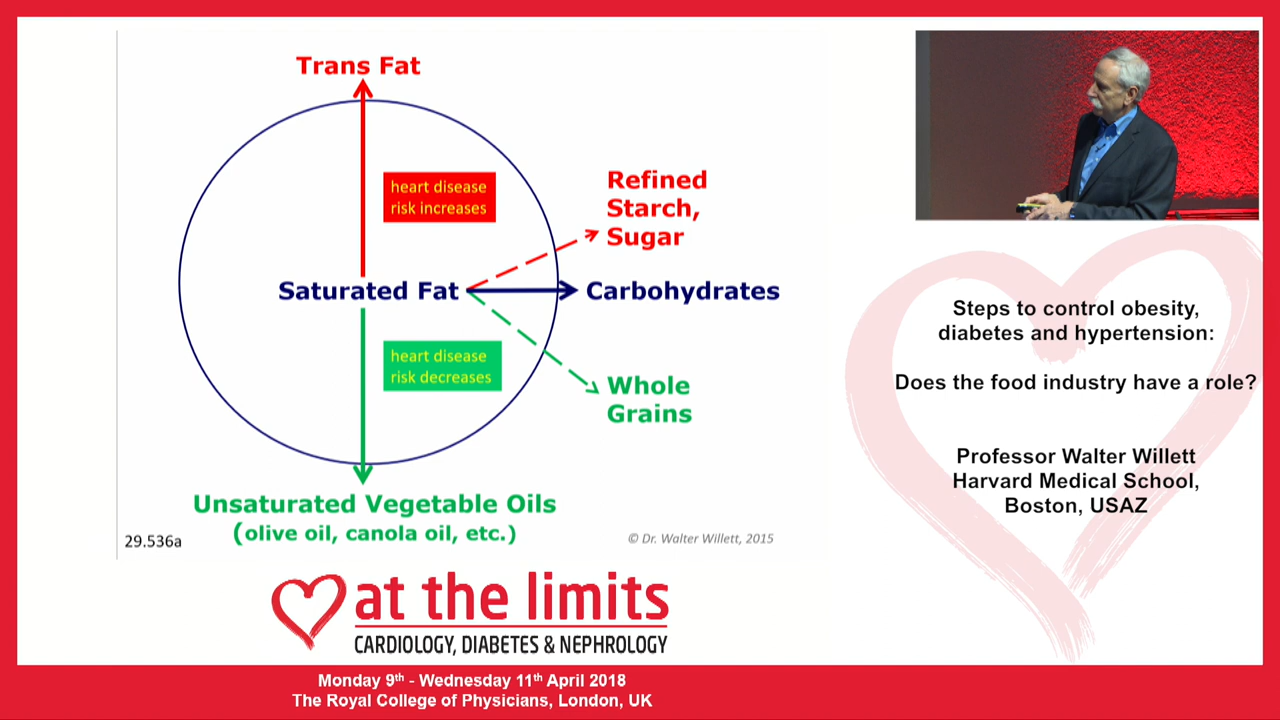 Trans Fat
heart disease
risk increases
Refined
Starch,
Sugar
Saturated Fat
Carbohydrates
heart disease
risk decreases
Whole
Grains
Unsaturated Vegetable Oils
(olive oil, canola oil, etc.)
29.536a
© Dr. Walter Willett, 2015
at the limits
CARDIOLOGY, DIABETES & NEPHROLOGY
Monday 9th - Wednesday 11th April 2018
The Royal College of Physicians, London, UK
Steps to control obesity,
diabetes and hypertension:
Does the food industry have a role?
Professor Walter Willett
Harvard Medical School,
Boston, USAZ